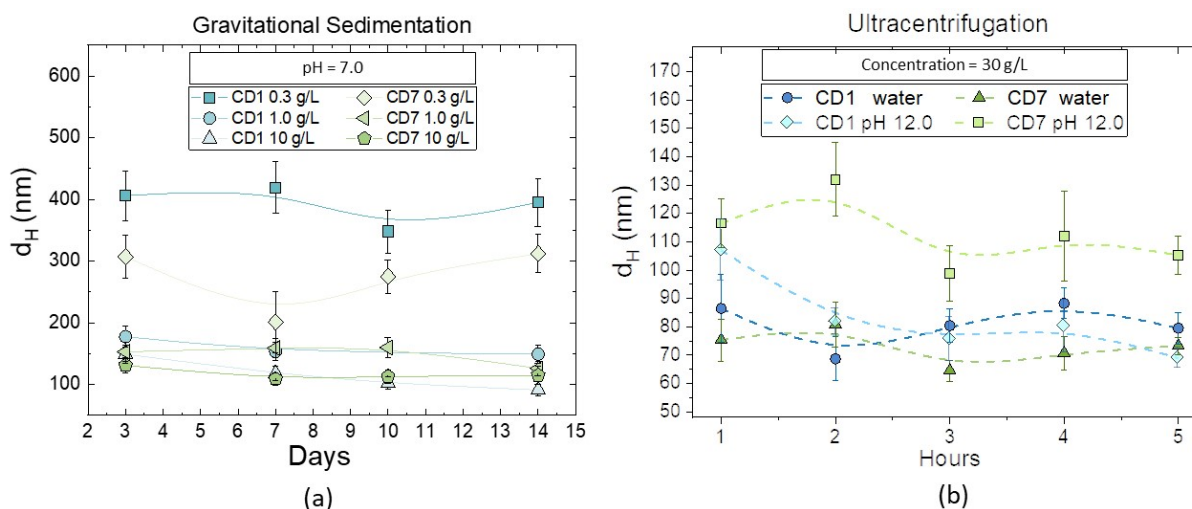 Gravitational Sedimentation
pH = 7.0
CD1 0.3 g/L CD7 0.3 g/L
CD1 1.0 g/L CD7 1.0 g/L
CD1 10 g/L CD7 10 g/L
600
500
400
300
200
100
d_H (nm)
2 3 4 5 6 7 8 9 10 11 12 13 14 15
Days
(a)
Ultracentrifugation
Concentration = 30 g/L
CD1 water CD7 water
CD1 pH 12.0 CD7 pH 12.0
170
160
150
140
130
120
110
100
90
80
70
60
50
d_H (nm)
1 2 3 4 5
Hours
(b)